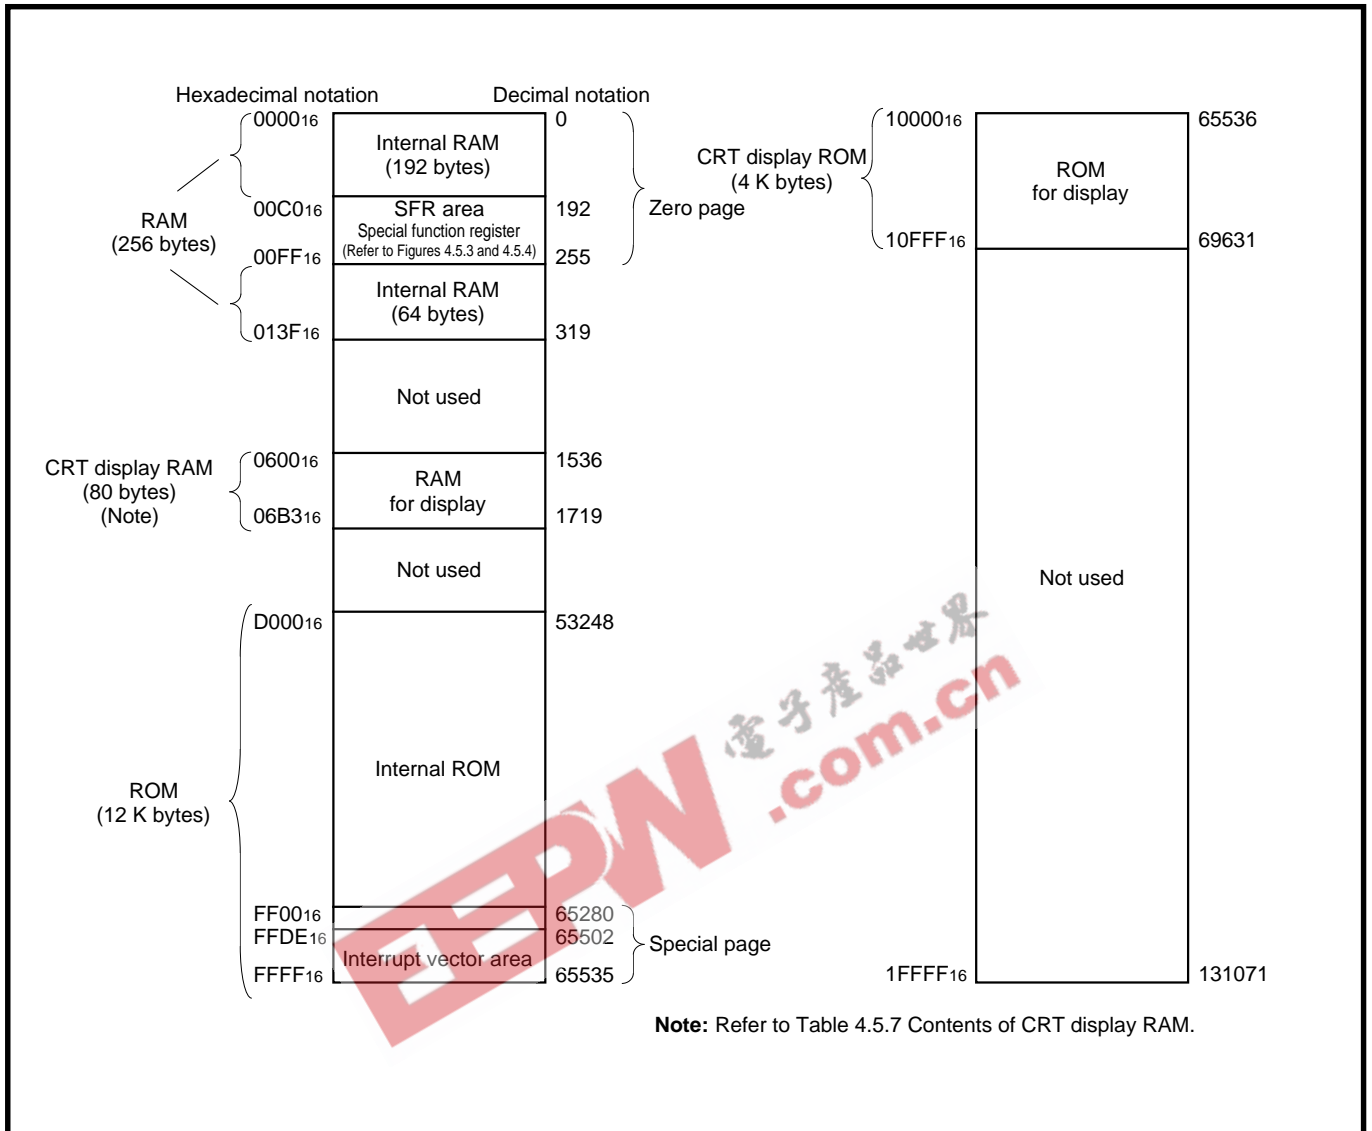 Hexadecimal notation
Decimal notation
000016
0
Internal RAM
(192 bytes)
RAM
(256 bytes)
00C016
192
SFR area
Special function register
(Refer to Figures 4.5.3 and 4.5.4)
Zero page
00FF16
255
Internal RAM
(64 bytes)
013F16
319
Not used
CRT display RAM
(80 bytes)
(Note)
060016
1536
RAM
for display
06B316
1719
Not used
D00016
53248
ROM
(12 K bytes)
Internal ROM
FF0016
65280
FFDE16
65502
Interrupt vector area
Special page
FFFF16
65535
CRT display ROM
(4 K bytes)
1000016
65536
ROM
for display
10FFF16
69631
Not used
1FFFF16
131071
Note: Refer to Table 4.5.7 Contents of CRT display RAM.
EEPW
電子産品世界
.com.cn